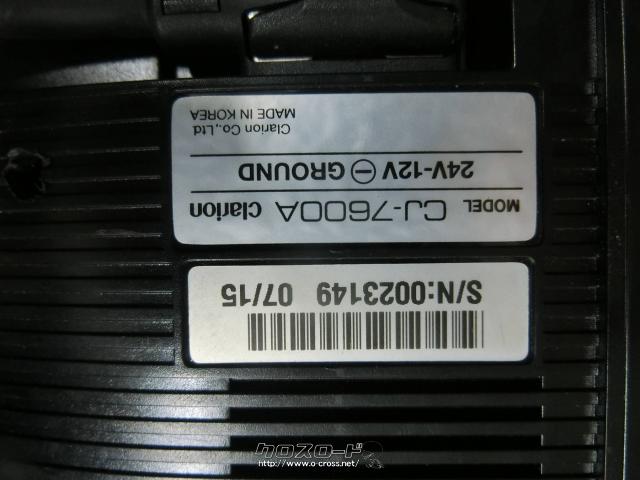 MODEL CJ-7600A Clarion
24V-12V ⊖ GROUND
Clarion Co.,Ltd
MADE IN KOREA
S/N:0023149 07/15
クロスロード
http://www.o-cross.net/